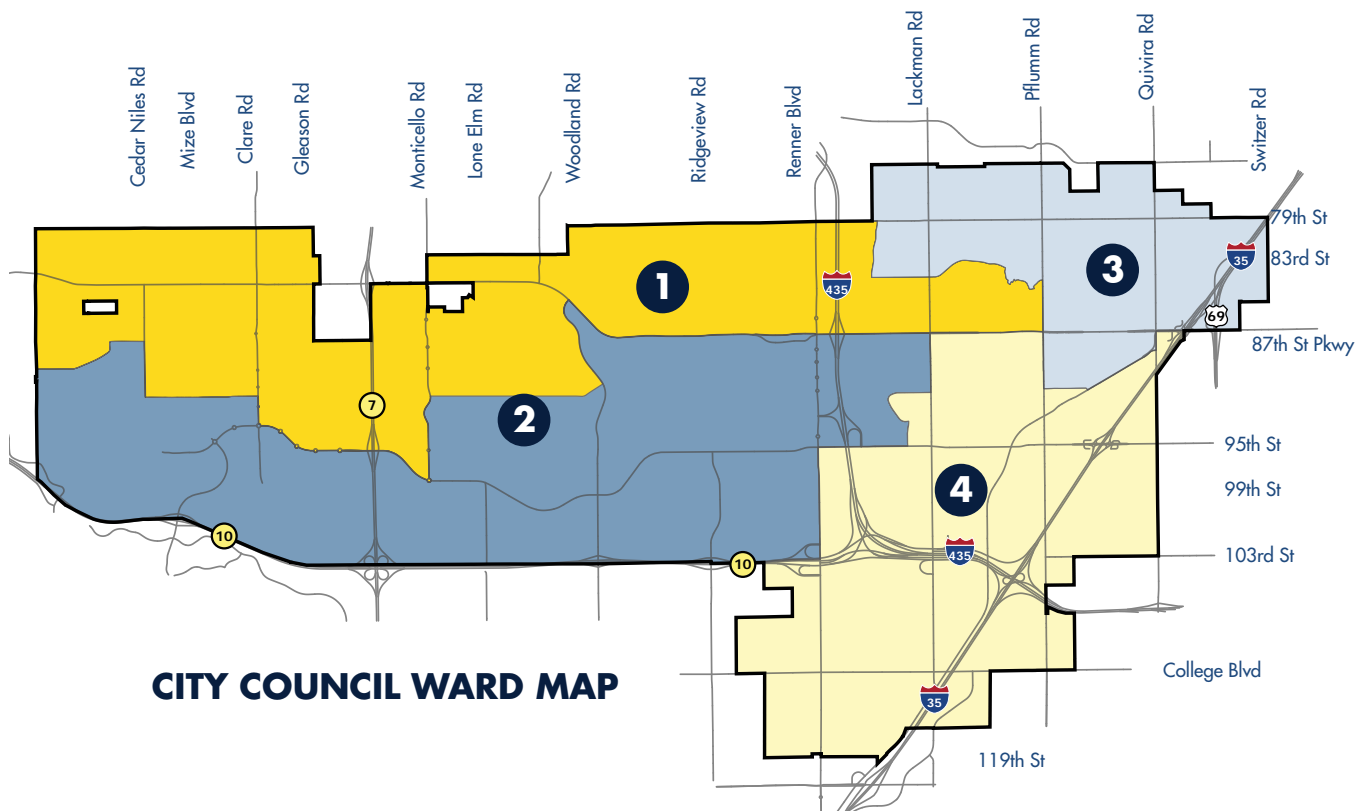 Cedar Niles Rd
Mize Blvd
Clare Rd
Gleason Rd
Monticello Rd
Lone Elm Rd
Woodland Rd
Ridgeview Rd
Renner Blvd
Lackman Rd
Pflumm Rd
Quivira Rd
Switzer Rd
79th St
83rd St
87th St Pkwy
95th St
99th St
103rd St
College Blvd
119th St
1
2
3
4
435
35
69
7
10
10
435
35
CITY COUNCIL WARD MAP